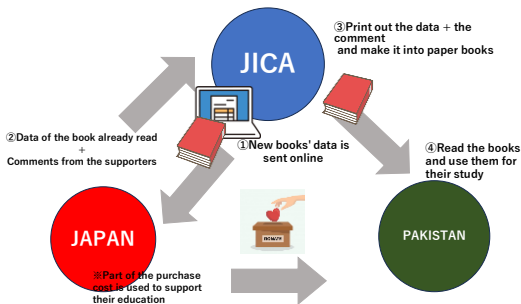 ③Print out the data + the
comment
and make it into paper books
JICA
②Data of the book already read
+
Comments from the supporters
①New books' data is
sent online
④Read the books
and use them for
their study
DONATE
JAPAN
PAKISTAN
※Part of the purchase
cost is used to support
their education